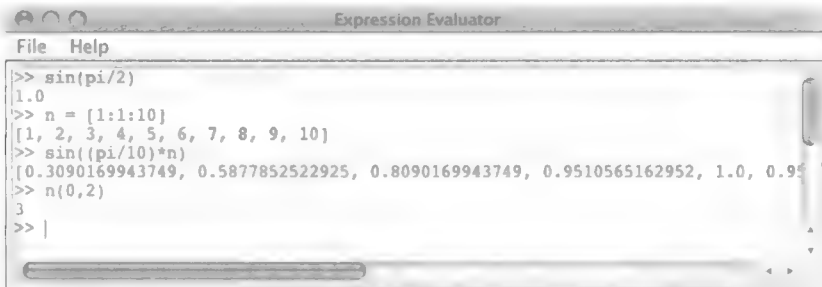 Expression Evaluator
File Help
>> sin(pi/2)
1.0
>> n = [1:1:10]
[1, 2, 3, 4, 5, 6, 7, 8, 9, 10]
>> sin((pi/10)*n)
[0.3090169943749, 0.5877852522925, 0.8090169943749, 0.9510565162952, 1.0, 0.95
>> n(0,2)
3
>>